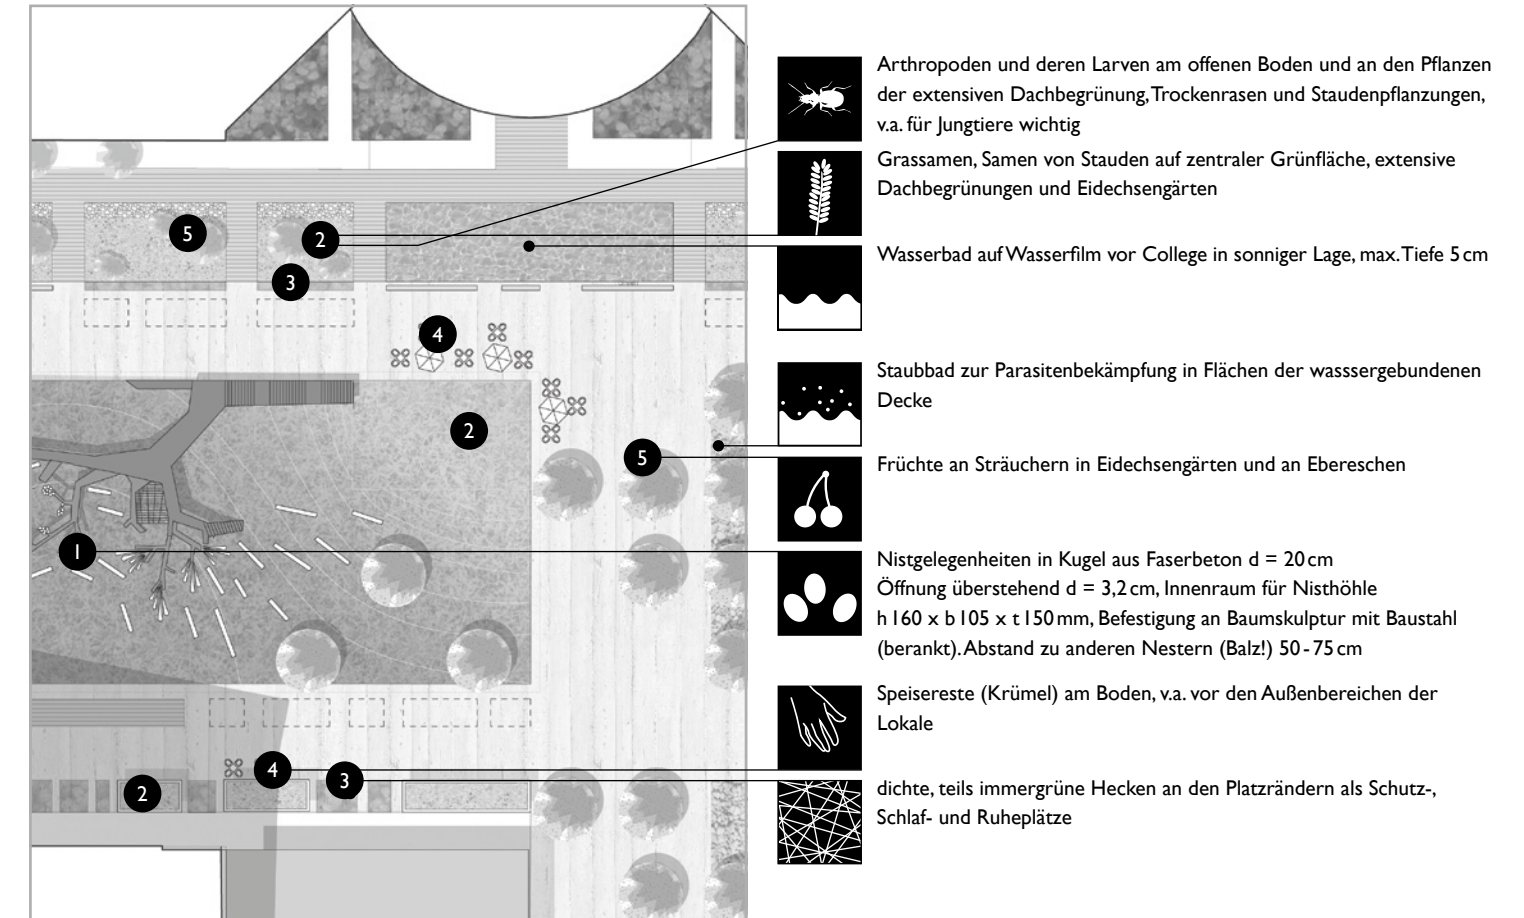 Arthropoden und deren Larven am offenen Boden und an den Pflanzen
der extensiven Dachbegrünung, Trockenrasen und Staudenpflanzungen,
v.a. für Jungtiere wichtig
Grassamen, Samen von Stauden auf zentraler Grünfläche, extensive
Dachbegrünungen und Eidechsengärten
5
2
Wasserbad auf Wasserfilm vor College in sonniger Lage, max. Tiefe 5 cm
3
4
Staubbad zur Parasitenbekämpfung in Flächen der wasssergebundenen
Decke
2
5
Früchte an Sträuchern in Eidechsengärten und an Ebereschen
1
Nistgelegenheiten in Kugel aus Faserbeton d = 20 cm
Öffnung überstehend d = 3,2 cm, Innenraum für Nisthöhle
h 160 x b 105 x t 150 mm, Befestigung an Baumskulptur mit Baustahl
(berankt). Abstand zu anderen Nestern (Balz!) 50 - 75 cm
Speisereste (Krümel) am Boden, v.a. vor den Außenbereichen der
Lokale
4
3
2
dichte, teils immergrüne Hecken an den Platzrändern als Schutz-,
Schlaf- und Ruheplätze